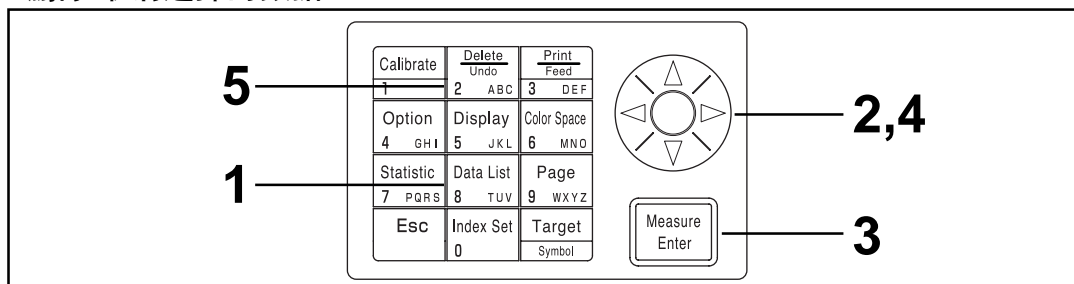 Calibrate
1
Delete
Undo
2 ABC
Print
Feed
3 DEF
Option
4 GHI
Display
5 JKL
Color Space
6 MNO
Statistic
7 PQRS
Data List
8 TUV
Page
9 WXYZ
Esc
Index Set
0
Target
Symbol
Measure
Enter
5
1
2,4
3